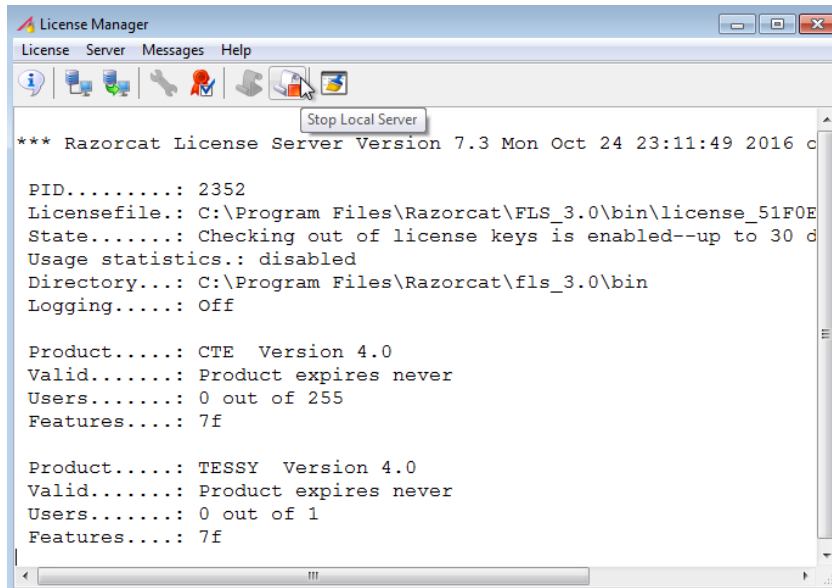 License Manager
License Server Messages Help
Stop Local Server
*** Razorcat License Server Version 7.3 Mon Oct 24 23:11:49 2016 c
PID.........: 2352
Licensefile.: C:\Program Files\Razorcat\FLS_3.0\bin\license_51F0E
State.......: Checking out of license keys is enabled--up to 30 d
Usage statistics.: disabled
Directory...: C:\Program Files\Razorcat\fls_3.0\bin
Logging.....: Off
Product.....: CTE  Version 4.0
Valid.......: Product expires never
Users.......: 0 out of 255
Features....: 7f
Product.....: TESSY  Version 4.0
Valid.......: Product expires never
Users.......: 0 out of 1
Features....: 7f